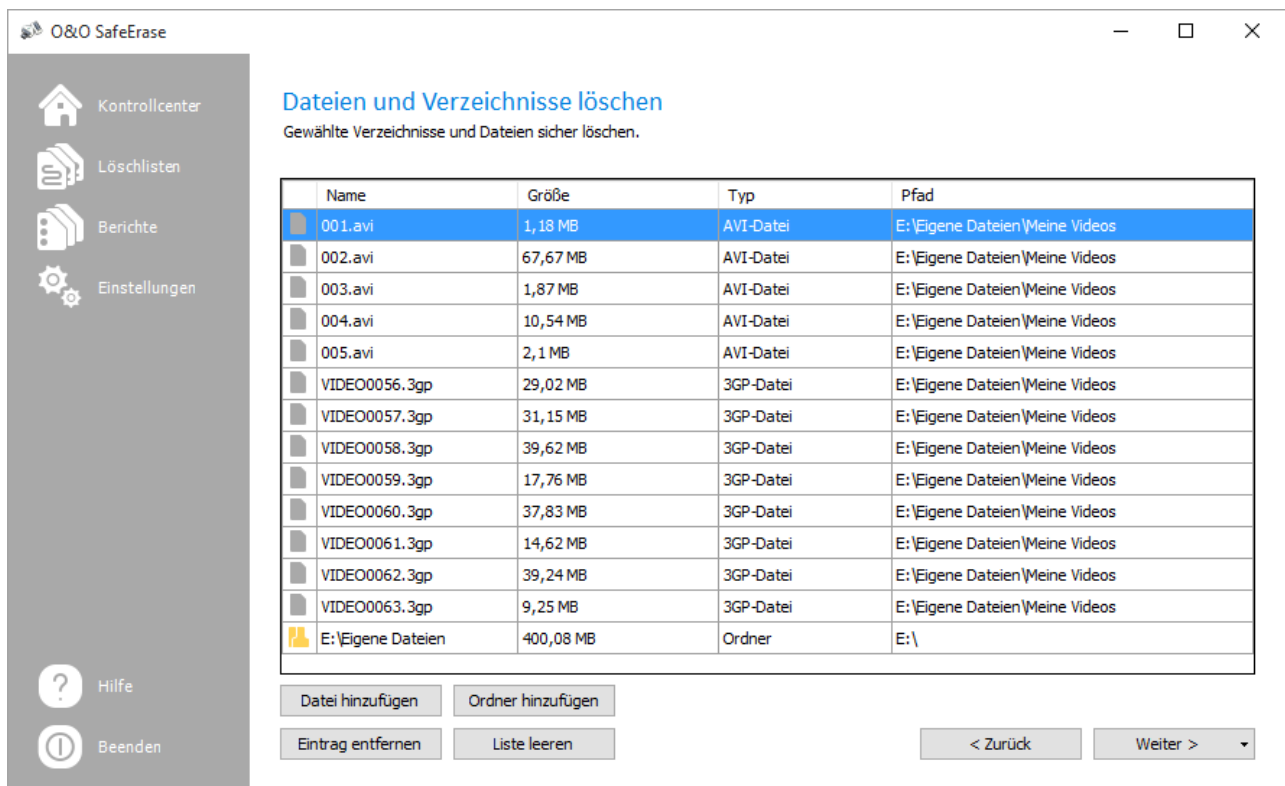 O&O SafeErase
Kontrollcenter
Löschlisten
Berichte
Einstellungen
Hilfe
Beenden
Dateien und Verzeichnisse löschen
Gewählte Verzeichnisse und Dateien sicher löschen.
Name Größe Typ Pfad
001.avi 1,18 MB AVI-Datei E:\Eigene Dateien\Meine Videos
002.avi 67,67 MB AVI-Datei E:\Eigene Dateien\Meine Videos
003.avi 1,87 MB AVI-Datei E:\Eigene Dateien\Meine Videos
004.avi 10,54 MB AVI-Datei E:\Eigene Dateien\Meine Videos
005.avi 2,1 MB AVI-Datei E:\Eigene Dateien\Meine Videos
VIDEO0056.3gp 29,02 MB 3GP-Datei E:\Eigene Dateien\Meine Videos
VIDEO0057.3gp 31,15 MB 3GP-Datei E:\Eigene Dateien\Meine Videos
VIDEO0058.3gp 39,62 MB 3GP-Datei E:\Eigene Dateien\Meine Videos
VIDEO0059.3gp 17,76 MB 3GP-Datei E:\Eigene Dateien\Meine Videos
VIDEO0060.3gp 37,83 MB 3GP-Datei E:\Eigene Dateien\Meine Videos
VIDEO0061.3gp 14,62 MB 3GP-Datei E:\Eigene Dateien\Meine Videos
VIDEO0062.3gp 39,24 MB 3GP-Datei E:\Eigene Dateien\Meine Videos
VIDEO0063.3gp 9,25 MB 3GP-Datei E:\Eigene Dateien\Meine Videos
E:\Eigene Dateien 400,08 MB Ordner E:\
Datei hinzufügen Ordner hinzufügen
Eintrag entfernen Liste leeren < Zurück Weiter >